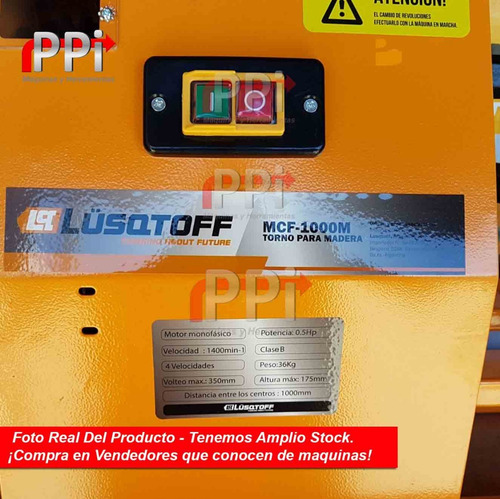 ¡ATENCIÓN!
EL CAMBIO DE REVOLUCIONES
EFECTUARLO CON LA MÁQUINA EN MARCHA.
PPi
PPi
LÜSQTOFF
MCF-1000M
TORNO PARA MADERA
PPi
Motor monofásico
Potencia: 0.5Hp
Velocidad : 1400min-1
Clase B
4 Velocidades
Peso:36Kg
Volteo max.: 350mm
Altura máx: 175mm
Distancia entre los centros : 1000mm
LÜSQTOFF
Foto Real Del Producto - Tenemos Amplio Stock.
¡Compra en Vendedores que conocen de maquinas!